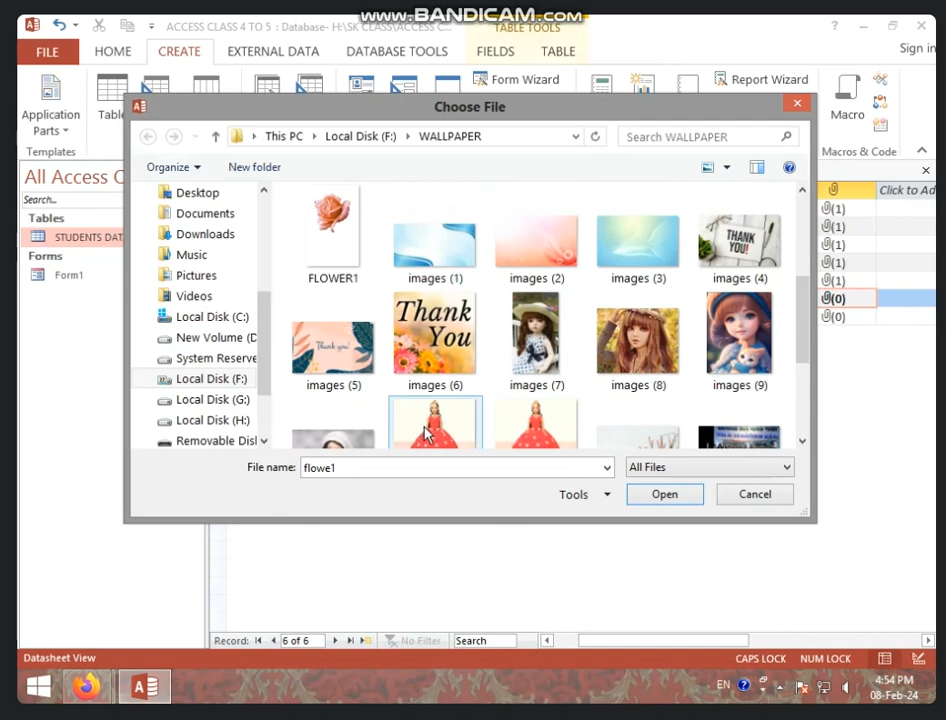 www.BANDICAM.com
ACCESS CLASS 4 TO 5 : Database- H:\SK CLASS\ACCESS C...
TABLE TOOLS
Sign in
FILE
HOME
CREATE
EXTERNAL DATA
DATABASE TOOLS
FIELDS
TABLE
Application
Parts
Templates
Form Wizard
Report Wizard
Macro
Macros & Code
Choose File
This PC
Local Disk (F:)
WALLPAPER
Search WALLPAPER
Organize
New folder
All Access
Search...
Tables
STUDENTS DAT
Forms
Form1
Desktop
Documents
Downloads
Music
Pictures
Videos
Local Disk (C:)
New Volume (D
System Reserve
Local Disk (F:)
Local Disk (G:)
Local Disk (H:)
Removable Disl
THANK
YOU!
FLOWER1
images (1)
images (2)
images (3)
images (4)
Thank you!
Thank
You
images (5)
images (6)
images (7)
images (8)
images (9)
Click to Ad
(1)
(1)
(1)
(1)
(1)
(0)
(0)
File name:
flowe1
All Files
Tools
Open
Cancel
Record:
6 of 6
No Filter
Search
Datasheet View
CAPS LOCK
NUM LOCK
EN
4:54 PM
08-Feb-24